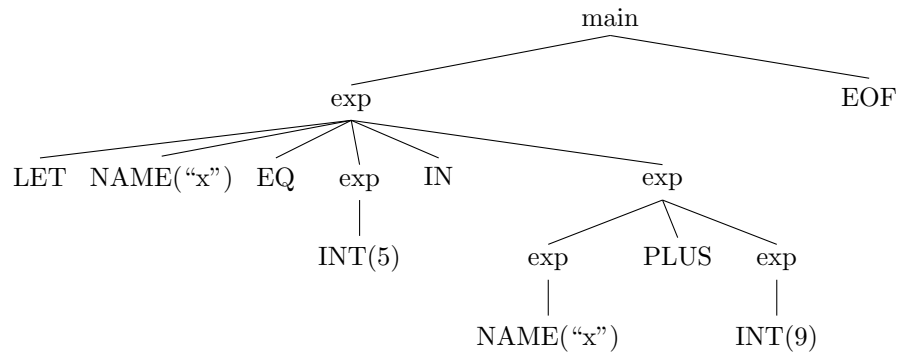 main
exp EOF
LET NAME(“x”) EQ exp IN exp
INT(5) exp PLUS exp
NAME(“x”) INT(9)